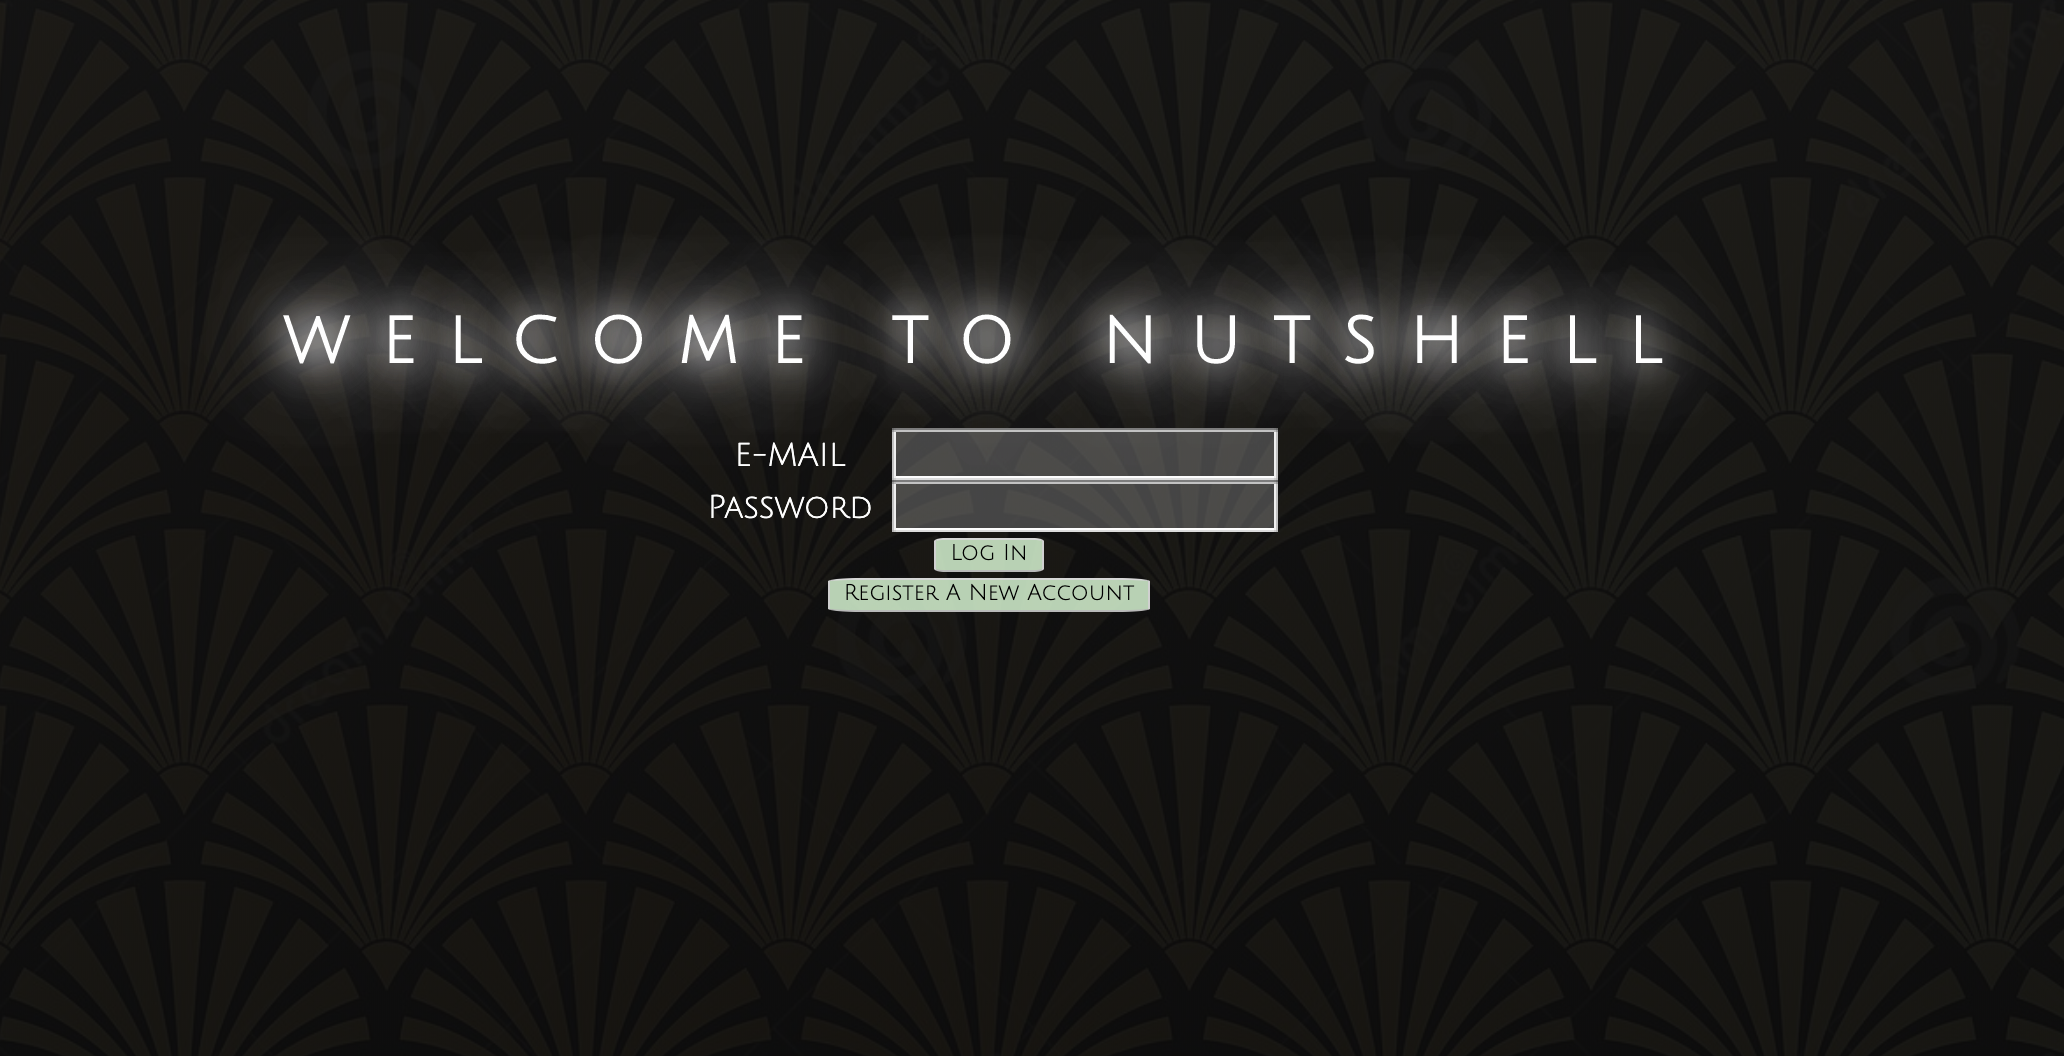 WELCOME TO NUTSHELL
E-MAIL
PASSWORD
LOG IN
REGISTER A NEW ACCOUNT